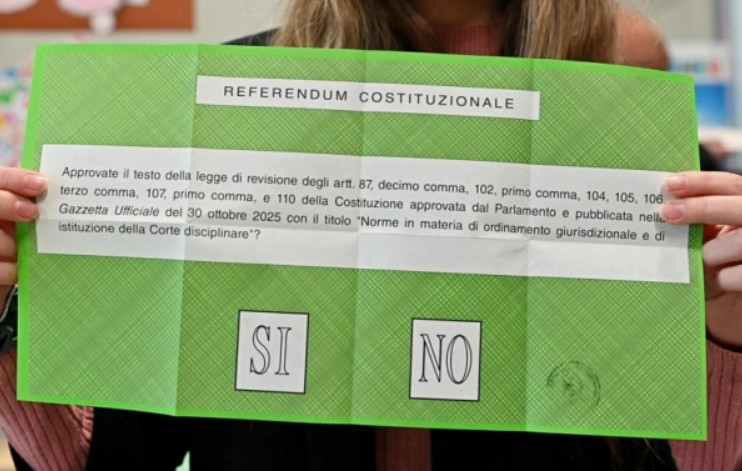 REFERENDUM COSTITUZIONALE
Approvate il testo della legge di revisione degli artt. 87, decimo comma, 102, primo comma, 104, 105, 106
terzo comma, 107, primo comma, e 110 della Costituzione approvata dal Parlamento e pubblicata nella
Gazzetta Ufficiale del 30 ottobre 2025 con il titolo "Norme in materia di ordinamento giurisdizionale e di
istituzione della Corte disciplinare"?
SI NO